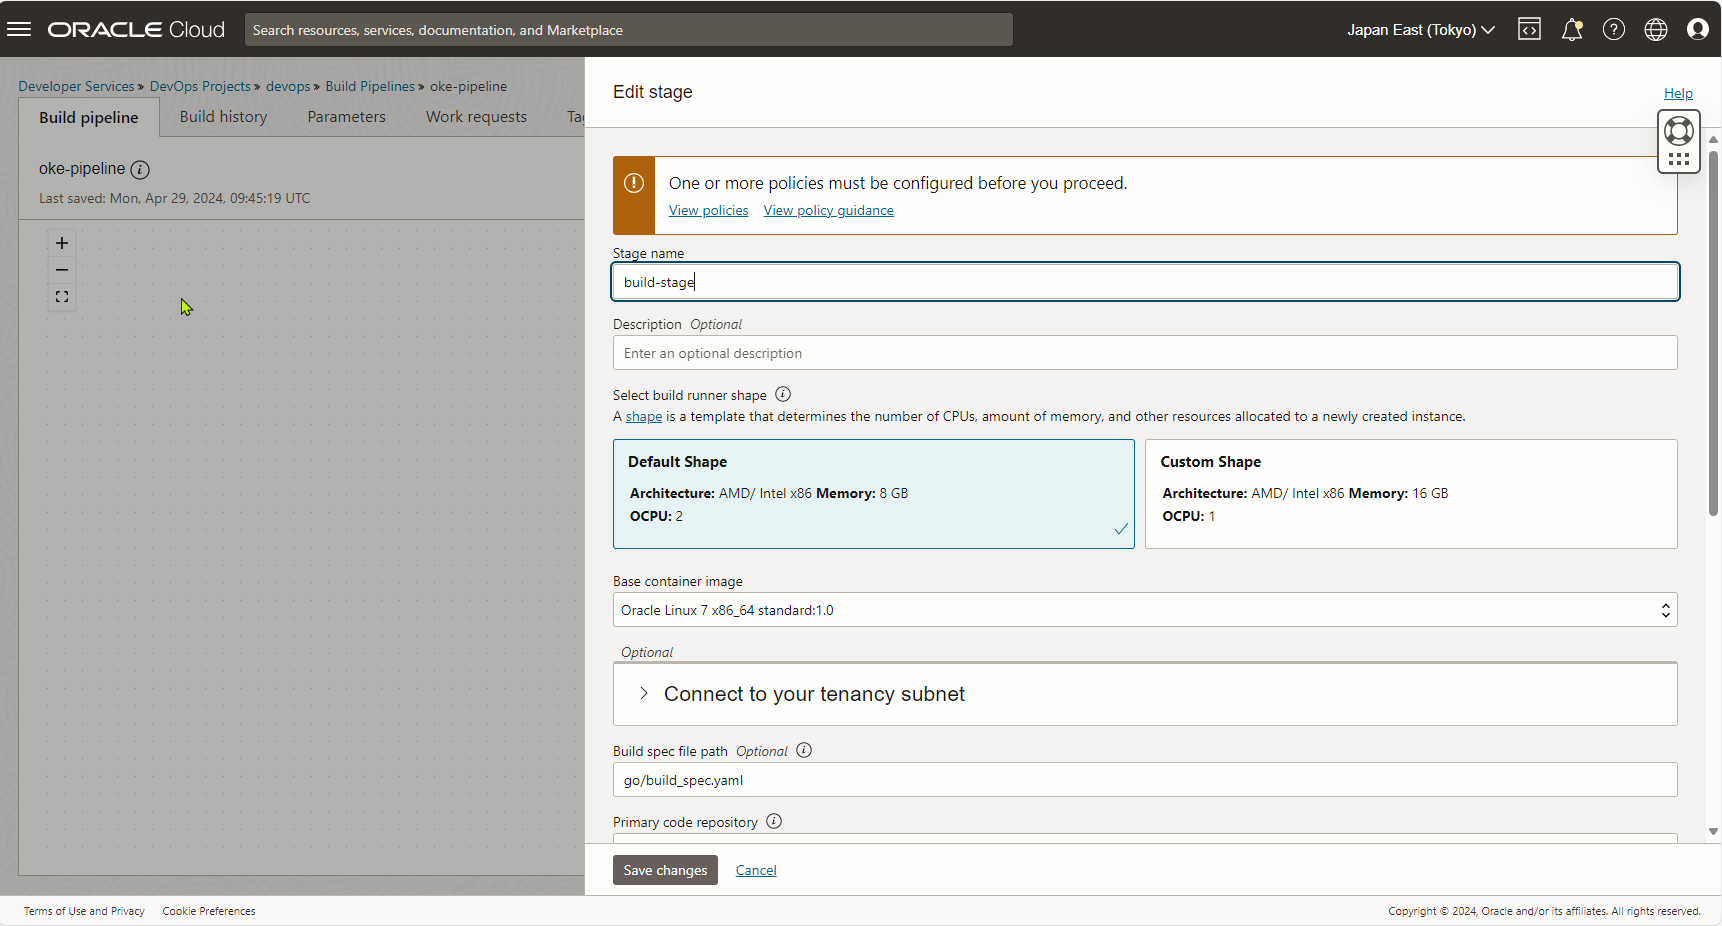 ORACLE Cloud
Search resources, services, documentation, and Marketplace
Japan East (Tokyo)
Developer Services » DevOps Projects » devops » Build Pipelines » oke-pipeline
Build pipeline Build history Parameters Work requests Ta
oke-pipeline
Last saved: Mon, Apr 29, 2024, 09:45:19 UTC
Edit stage
Help
One or more policies must be configured before you proceed.
View policies View policy guidance
Stage name
build-stage
Description Optional
Enter an optional description
Select build runner shape
A shape is a template that determines the number of CPUs, amount of memory, and other resources allocated to a newly created instance.
Default Shape
Architecture: AMD/ Intel x86 Memory: 8 GB
OCPU: 2
Custom Shape
Architecture: AMD/ Intel x86 Memory: 16 GB
OCPU: 1
Base container image
Oracle Linux 7 x86_64 standard:1.0
Optional
Connect to your tenancy subnet
Build spec file path Optional
go/build_spec.yaml
Primary code repository
Save changes Cancel
Terms of Use and Privacy Cookie Preferences
Copyright © 2024, Oracle and/or its affiliates. All rights reserved.